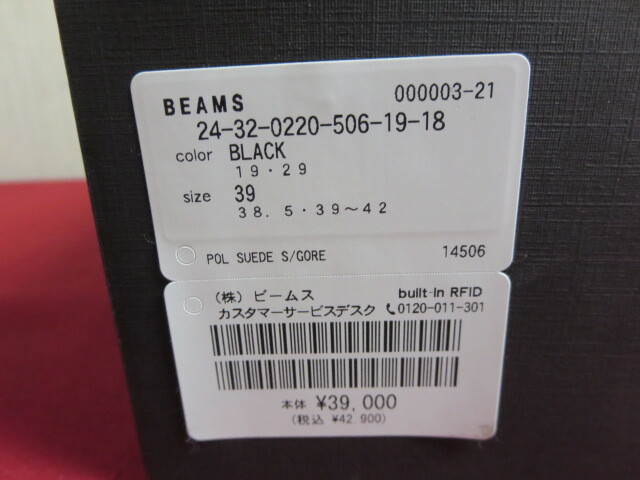 BEAMS 000003-21
24-32-0220-506-19-18
color BLACK
19・29
size 39
38.5・39～42
POL SUEDE S/GORE 14506
(株)ビームス built-in RFID
カスタマーサービスデスク 0120-011-301
本体 ¥39,000
(税込 ¥42,900)